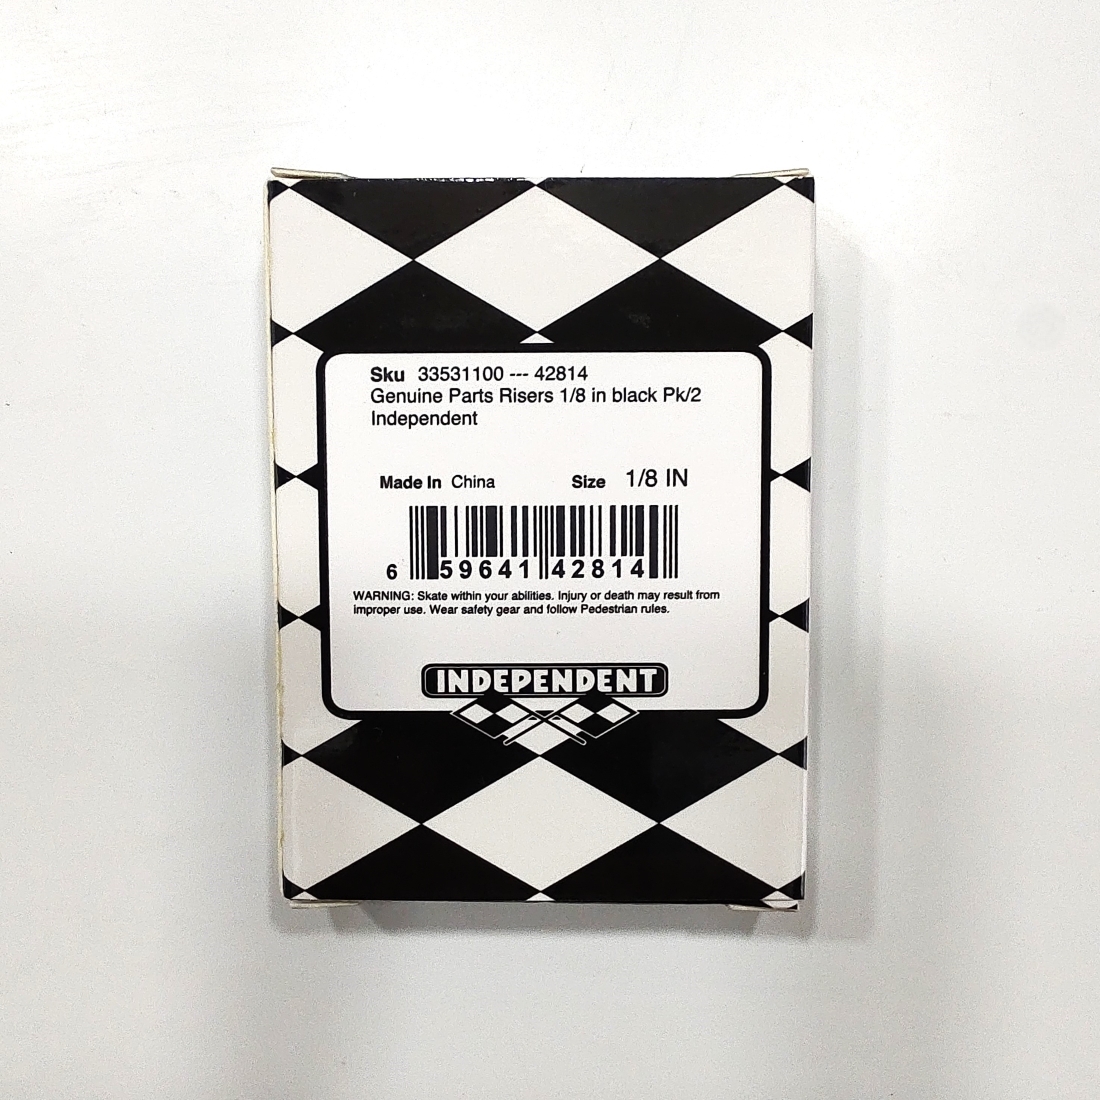 Sku 33531100 --- 42814
Genuine Parts Risers 1/8 in black Pk/2
Independent
Made In China Size 1/8 IN
6 59641 42814
WARNING: Skate within your abilities. Injury or death may result from
improper use. Wear safety gear and follow Pedestrian rules.
INDEPENDENT